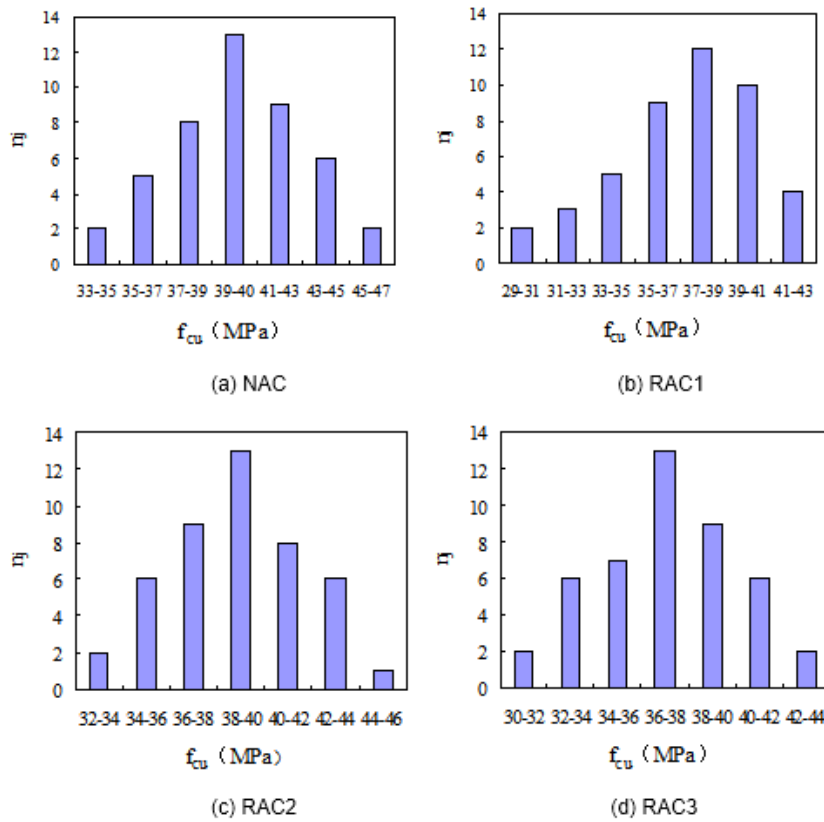 14
12
10
8
6
4
2
0
nj
33-35 35-37 37-39 39-40 41-43 43-45 45-47
fcu (MPa)
(a) NAC
14
12
10
8
6
4
2
0
nj
29-31 31-33 33-35 35-37 37-39 39-41 41-43
fcu (MPa)
(b) RAC1
14
12
10
8
6
4
2
0
nj
32-34 34-36 36-38 38-40 40-42 42-44 44-46
fcu (MPa)
(c) RAC2
14
12
10
8
6
4
2
0
nj
30-32 32-34 34-36 36-38 38-40 40-42 42-44
fcu (MPa)
(d) RAC3